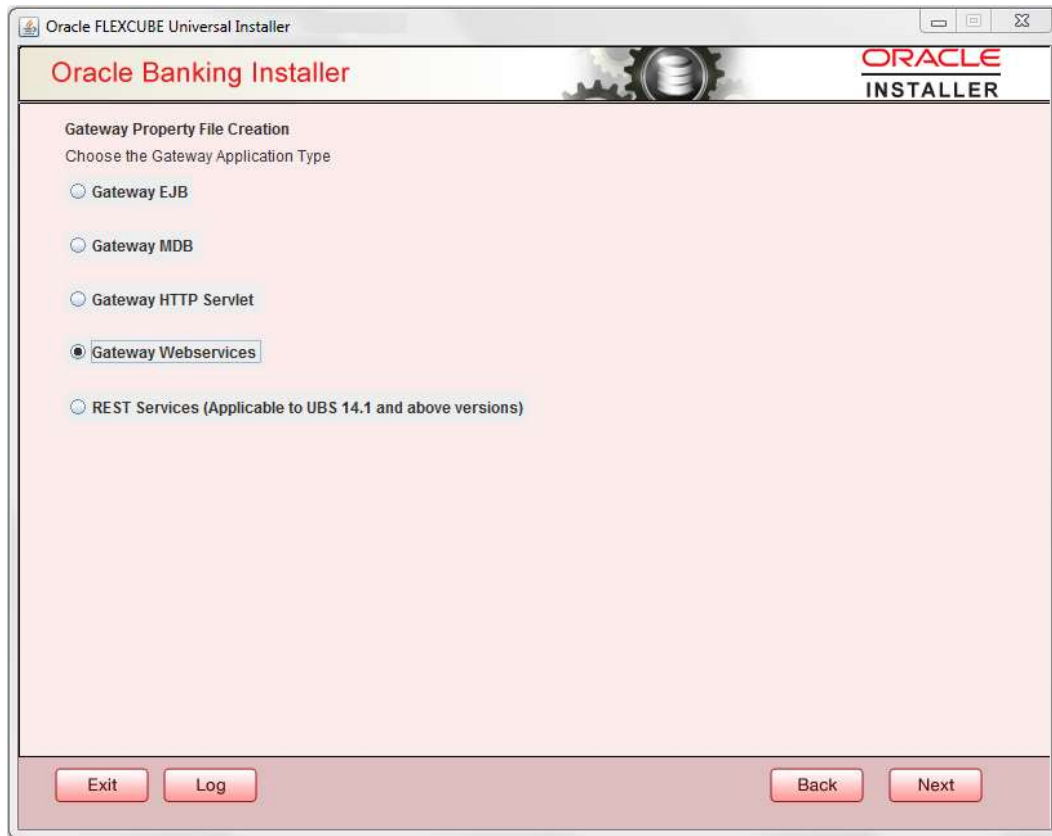 Oracle FLEXCUBE Universal Installer
Oracle Banking Installer
ORACLE
INSTALLER
Gateway Property File Creation
Choose the Gateway Application Type
Gateway EJB
Gateway MDB
Gateway HTTP Servlet
Gateway Webservices
REST Services (Applicable to UBS 14.1 and above versions)
Exit
Log
Back
Next